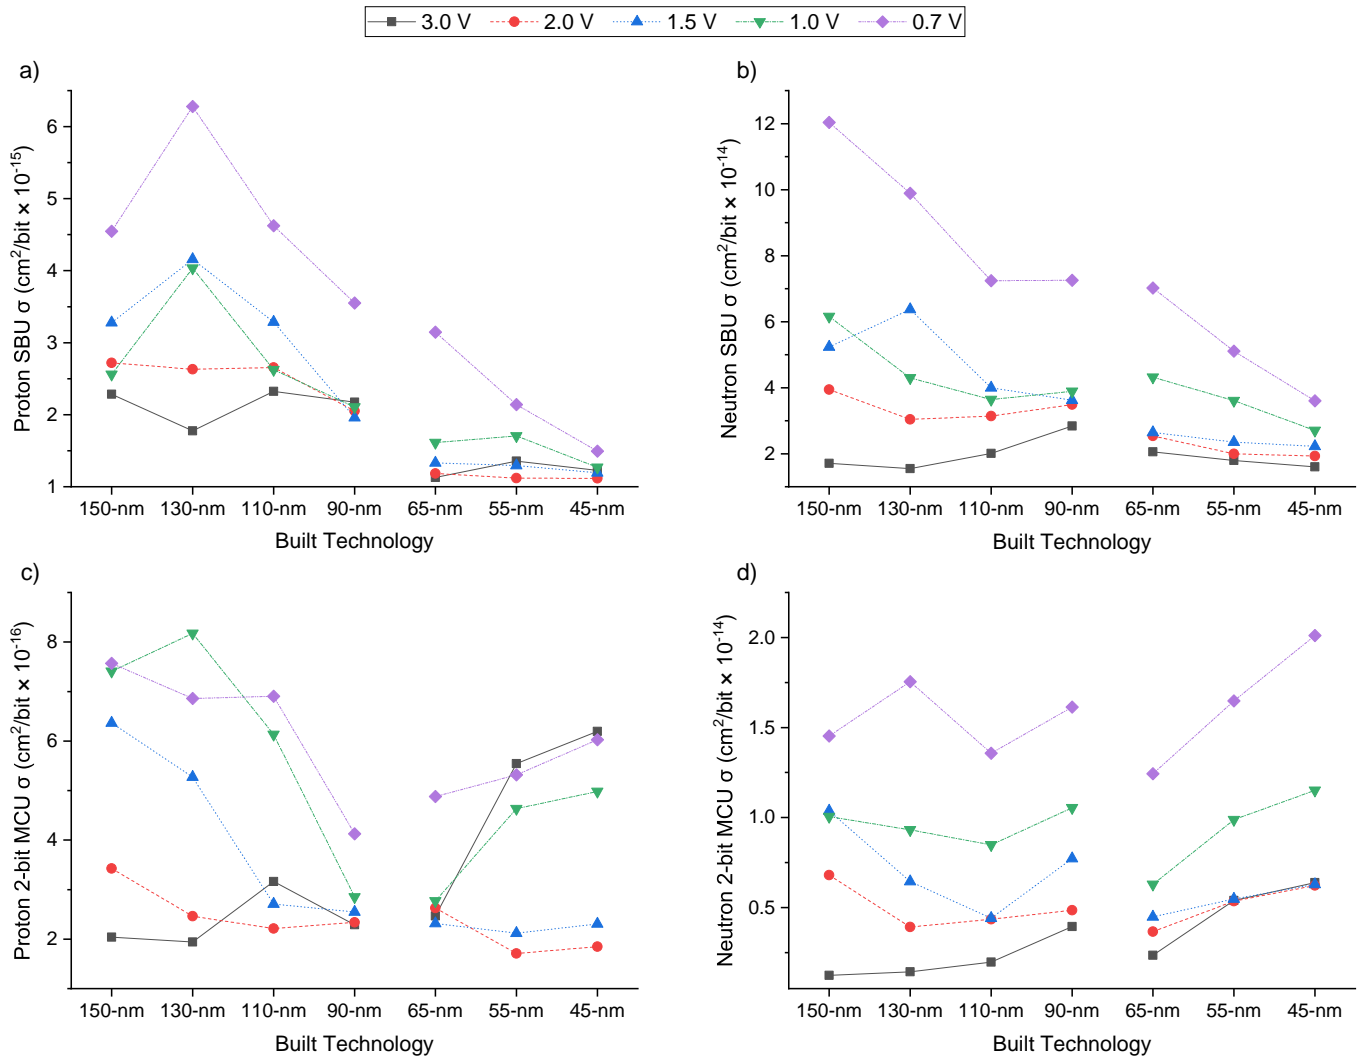 3.0 V 2.0 V 1.5 V 1.0 V 0.7 V
a)
Proton SBU σ (cm²/bit × 10⁻¹⁵)
6
5
4
3
2
1
150-nm 130-nm 110-nm 90-nm 65-nm 55-nm 45-nm
Built Technology
b)
Neutron SBU σ (cm²/bit × 10⁻¹⁴)
12
10
8
6
4
2
150-nm 130-nm 110-nm 90-nm 65-nm 55-nm 45-nm
Built Technology
c)
Proton 2-bit MCU σ (cm²/bit × 10⁻¹⁶)
8
6
4
2
150-nm 130-nm 110-nm 90-nm 65-nm 55-nm 45-nm
Built Technology
d)
Neutron 2-bit MCU σ (cm²/bit × 10⁻¹⁴)
2.0
1.5
1.0
0.5
150-nm 130-nm 110-nm 90-nm 65-nm 55-nm 45-nm
Built Technology